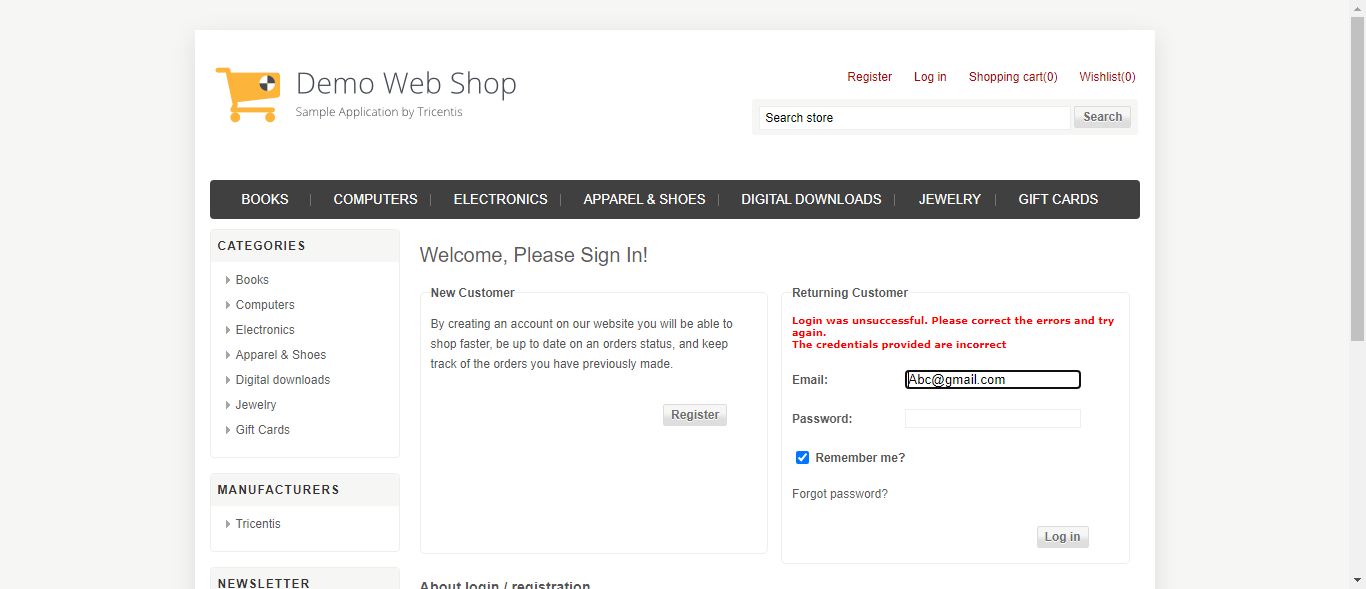 Demo Web Shop
Sample Application by Tricentis
Register Log in Shopping cart(0) Wishlist(0)
Search store Search
BOOKS COMPUTERS ELECTRONICS APPAREL & SHOES DIGITAL DOWNLOADS JEWELRY GIFT CARDS
CATEGORIES
Books
Computers
Electronics
Apparel & Shoes
Digital downloads
Jewelry
Gift Cards
MANUFACTURERS
Tricentis
NEWSLETTER
Welcome, Please Sign In!
New Customer
By creating an account on our website you will be able to
shop faster, be up to date on an orders status, and keep
track of the orders you have previously made.
Register
Returning Customer
Login was unsuccessful. Please correct the errors and try
again.
The credentials provided are incorrect
Email: Abc@gmail.com
Password:
Remember me?
Forgot password?
Log in
About login / registration